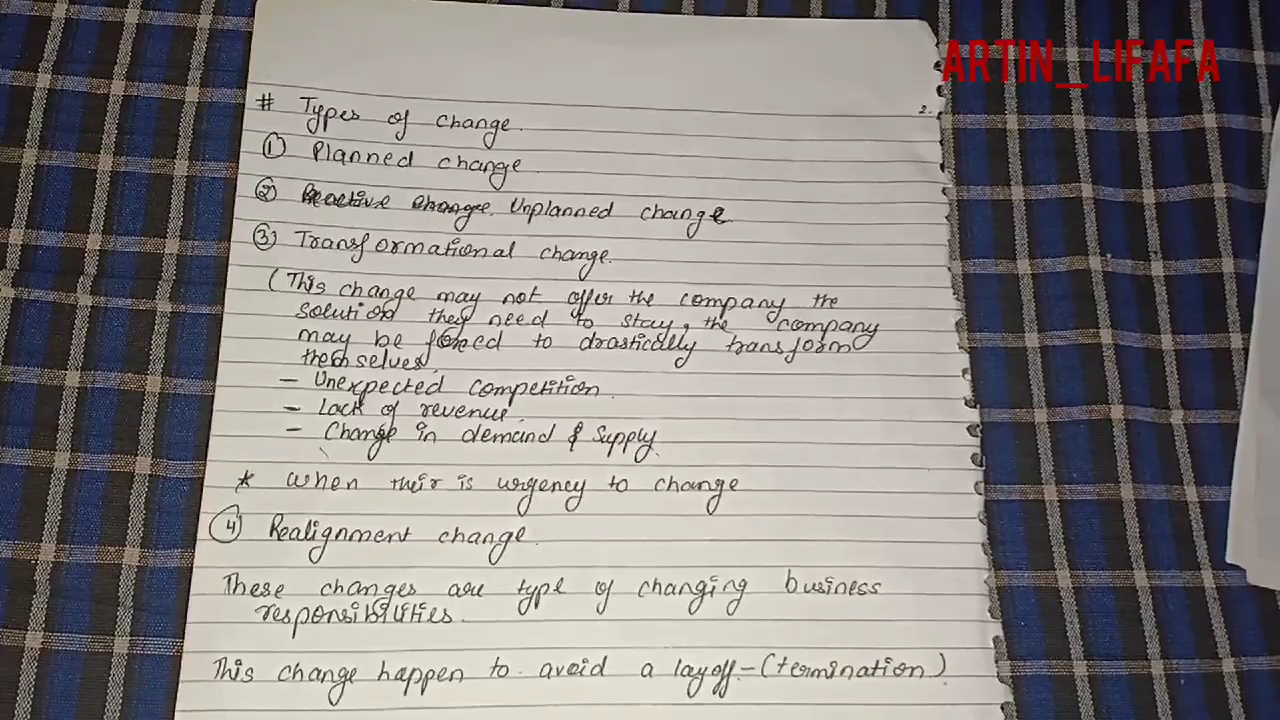 ARTIN_LIFAFA
2.
# Types of change.
① Planned change
② Reactive change. Unplanned change
③ Transformational change.
(This change may not offer the company the
solution they need to stay, the company
may be forced to drastically transform
themselves.
– Unexpected competition.
– Lack of revenue.
– Change in demand & supply.
* when their is urgency to change
④ Realignment change.
These changes are type of changing business
responsibilities.
This change happen to avoid a layoff.-(termination).